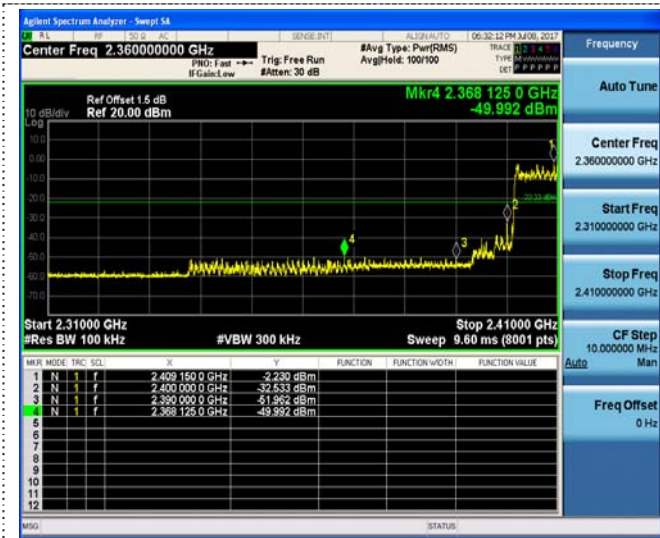 Agilent Spectrum Analyzer - Swept SA
RL RF 50 Ω AC SENSE:INT ALIGNAUTO 06:32:12 PM Jul 08, 2017
Center Freq 2.360000000 GHz #Avg Type: Pwr(RMS) TRACE 1 2 3 4 5 6
PNO: Fast Trig: Free Run Avg|Hold: 100/100 TYPE
IFGain:Low #Atten: 30 dB DET P P P P P P
Mkr4 2.368 125 0 GHz
Ref Offset 1.5 dB
10 dB/div Ref 20.00 dBm -49.992 dBm
Log
10.0
0.00
-10.0
-20.0
-22.23 dBm
-30.0
-40.0
-50.0
-60.0
-70.0
1
2
3
4
Start 2.31000 GHz Stop 2.41000 GHz
#Res BW 100 kHz #VBW 300 kHz Sweep 9.60 ms (8001 pts)
MKR MODE TRC SCL X Y FUNCTION FUNCTION WIDTH FUNCTION VALUE
1 N 1 f 2.409 150 0 GHz -2.230 dBm
2 N 1 f 2.400 000 0 GHz -32.533 dBm
3 N 1 f 2.390 000 0 GHz -51.962 dBm
4 N 1 f 2.368 125 0 GHz -49.992 dBm
5
6
7
8
9
10
11
12
MSG STATUS
Frequency
Auto Tune
Center Freq
2.360000000 GHz
Start Freq
2.310000000 GHz
Stop Freq
2.410000000 GHz
CF Step
10.000000 MHz
Auto Man
Freq Offset
0 Hz